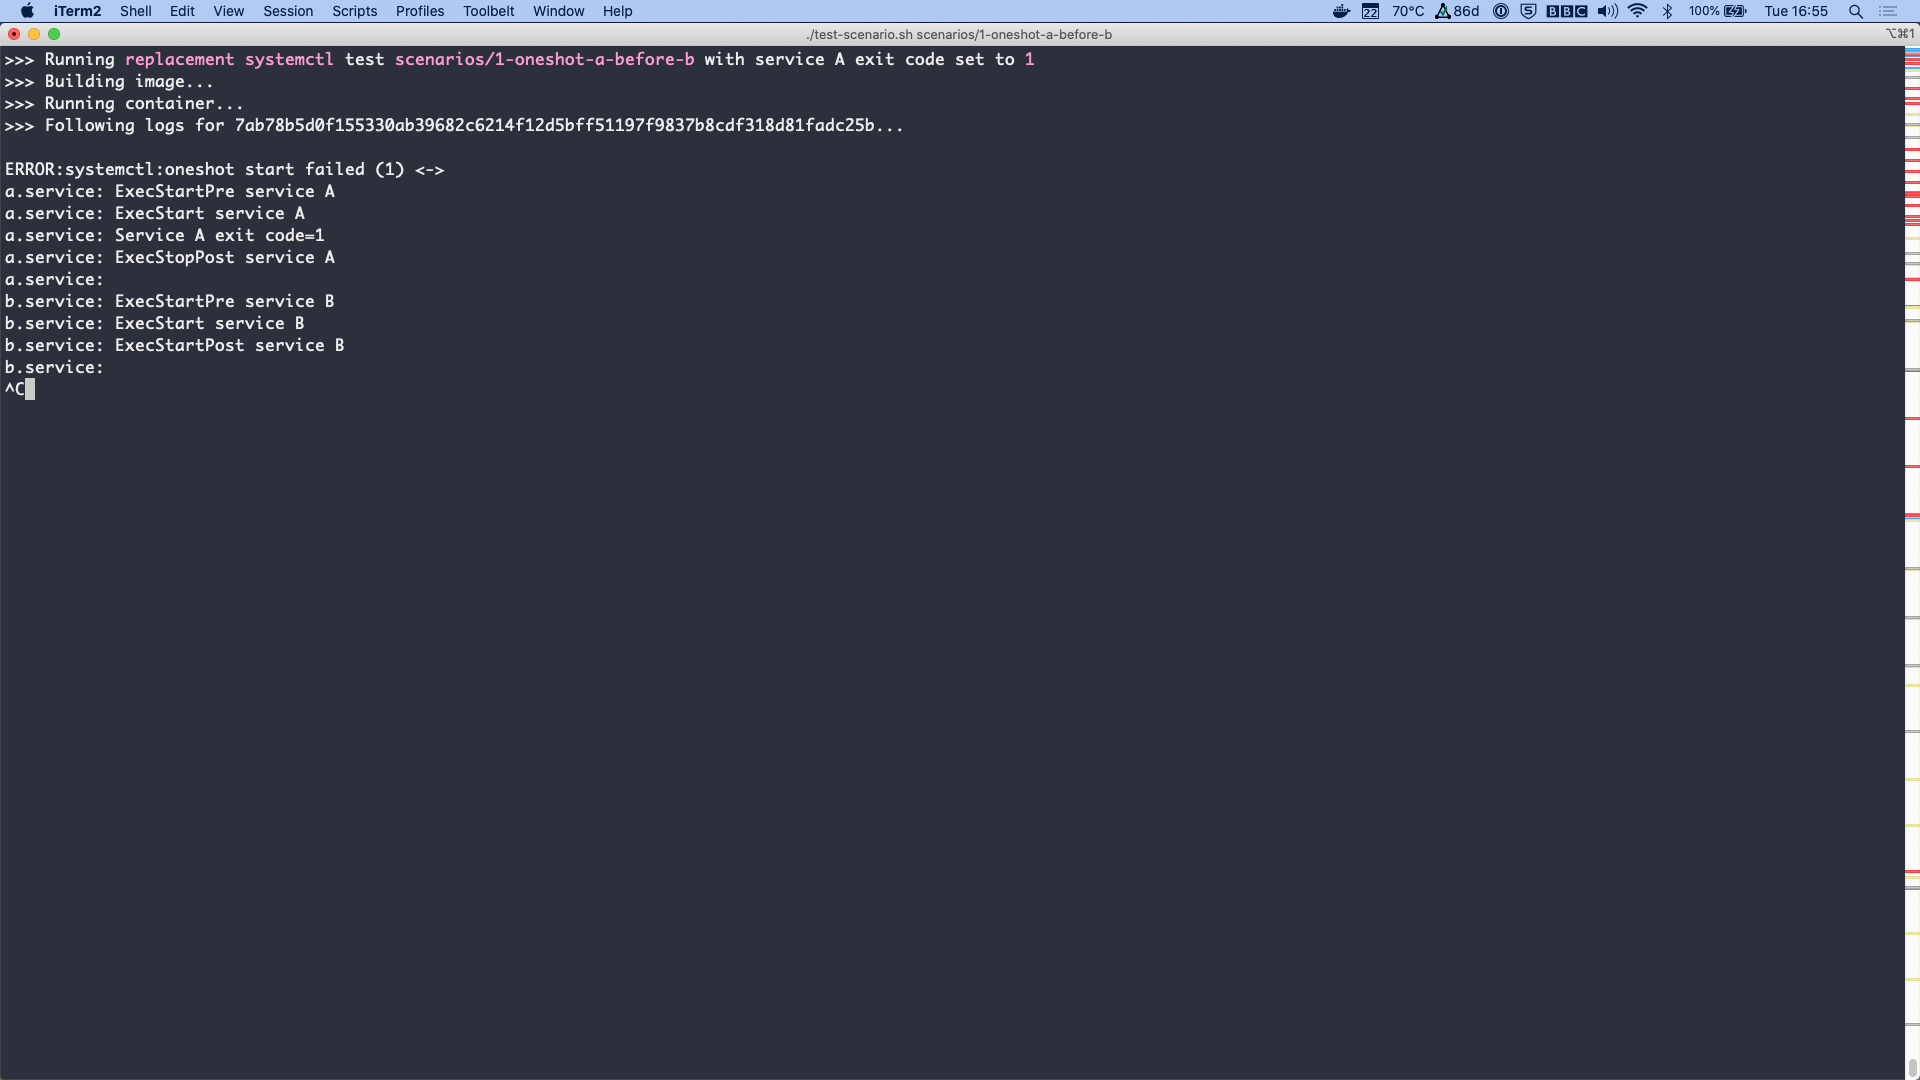 iTerm2 Shell Edit View Session Scripts Profiles Toolbelt Window Help 22 70°C 86d BBC 100% Tue 16:55
./test-scenario.sh scenarios/1-oneshot-a-before-b ⌥⌘1
>>> Running replacement systemctl test scenarios/1-oneshot-a-before-b with service A exit code set to 1
>>> Building image...
>>> Running container...
>>> Following logs for 7ab78b5d0f155330ab39682c6214f12d5bff51197f9837b8cdf318d81fadc25b...
ERROR:systemctl:oneshot start failed (1) <->
a.service: ExecStartPre service A
a.service: ExecStart service A
a.service: Service A exit code=1
a.service: ExecStopPost service A
a.service:
b.service: ExecStartPre service B
b.service: ExecStart service B
b.service: ExecStartPost service B
b.service:
^C